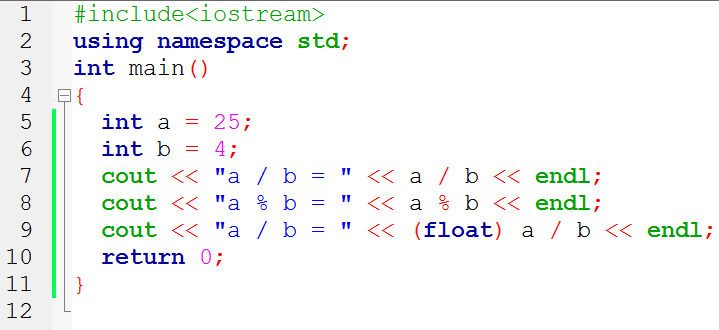 1 #include<iostream>
2 using namespace std;
3 int main()
4 {
5 int a = 25;
6 int b = 4;
7 cout << "a / b = " << a / b << endl;
8 cout << "a % b = " << a % b << endl;
9 cout << "a / b = " << (float) a / b << endl;
10 return 0;
11 }
12